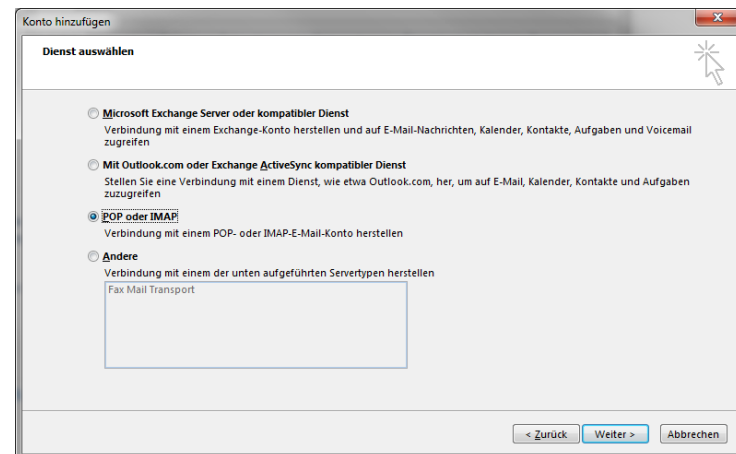 Konto hinzufügen
Dienst auswählen
Microsoft Exchange Server oder kompatibler Dienst
Verbindung mit einem Exchange-Konto herstellen und auf E-Mail-Nachrichten, Kalender, Kontakte, Aufgaben und Voicemail
zugreifen
Mit Outlook.com oder Exchange ActiveSync kompatibler Dienst
Stellen Sie eine Verbindung mit einem Dienst, wie etwa Outlook.com, her, um auf E-Mail, Kalender, Kontakte und Aufgaben
zuzugreifen
POP oder IMAP
Verbindung mit einem POP- oder IMAP-E-Mail-Konto herstellen
Andere
Verbindung mit einem der unten aufgeführten Servertypen herstellen
Fax Mail Transport
< Zurück Weiter > Abbrechen